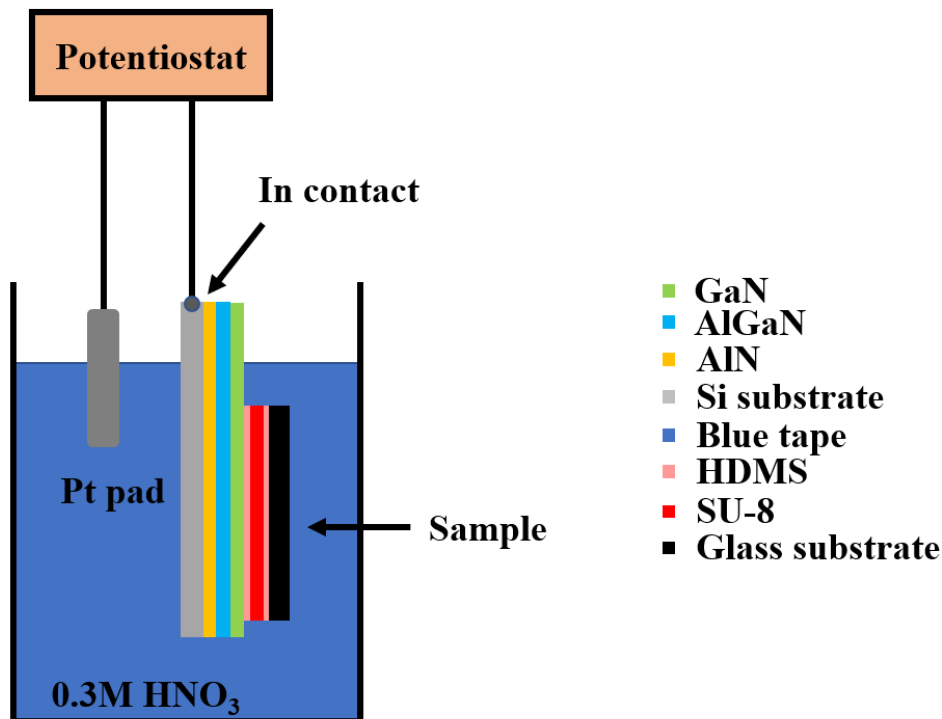 Potentiostat
In contact
Pt pad
Sample
0.3M HNO₃
GaN
AlGaN
AlN
Si substrate
Blue tape
HDMS
SU-8
Glass substrate